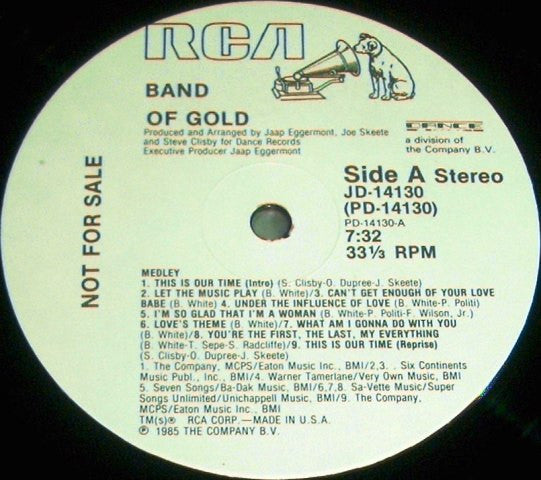 RCA
BAND
OF GOLD
Produced and Arranged by Jaap Eggermont, Joe Skeete
and Steve Clisby for Dance Records
Executive Producer Jaap Eggermont
DANCE
a division of
the Company B.V.
NOT FOR SALE
Side A Stereo
JD-14130
(PD-14130)
PD-14130-A
7:32
33⅓ RPM
MEDLEY
1. THIS IS OUR TIME (Intro) (S. Clisby-O. Dupree-J. Skeete)
2. LET THE MUSIC PLAY (B. White)/3. CAN'T GET ENOUGH OF YOUR LOVE
BABE (B. White) 4. UNDER THE INFLUENCE OF LOVE (B. White-P. Politi)
5. I'M SO GLAD THAT I'M A WOMAN (B. White-P. Politi-F. Wilson, Jr.)
6. LOVE'S THEME (B. White)/7. WHAT AM I GONNA DO WITH YOU
(B. White)/8. YOU'RE THE FIRST, THE LAST, MY EVERYTHING
(B. White-T. Sepe-S. Radcliffe)/9. THIS IS OUR TIME (Reprise)
(S. Clisby-O. Dupree-J. Skeete)
1. The Company, MCPS/Eaton Music Inc., BMI/2,3. . Six Continents
Music Publ., Inc., BMI/4. Warner Tamerlane/Very Own Music, BMI
5. Seven Songs/Ba-Dak Music, BMI/6,7,8. Sa-Vette Music/Super
Songs Unlimited/Unichappell Music, BMI/9. The Company,
MCPS/Eaton Music Inc., BMI
TM(s)® RCA CORP.—MADE IN U.S.A.
℗ 1985 THE COMPANY B.V.